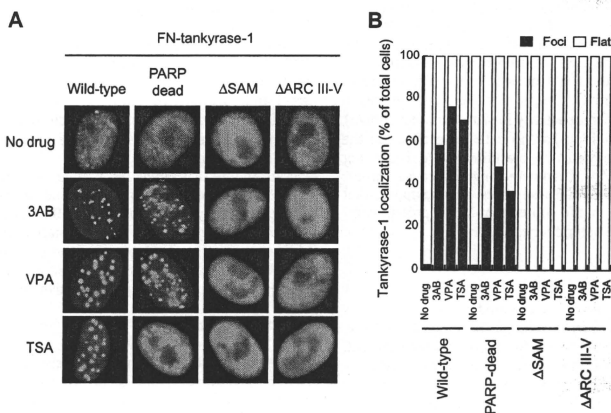 A
FN-tankyrase-1
Wild-type
PARP dead
ΔSAM
ΔARC III-V
No drug
3AB
VPA
TSA
B
Foci Flat
Tankyrase-1 localization (% of total cells)
100
80
60
40
20
0
No drug
3AB
VPA
TSA
No drug
3AB
VPA
TSA
No drug
3AB
VPA
TSA
No drug
3AB
VPA
TSA
Wild-type
PARP-dead
ΔSAM
ΔARC III-V